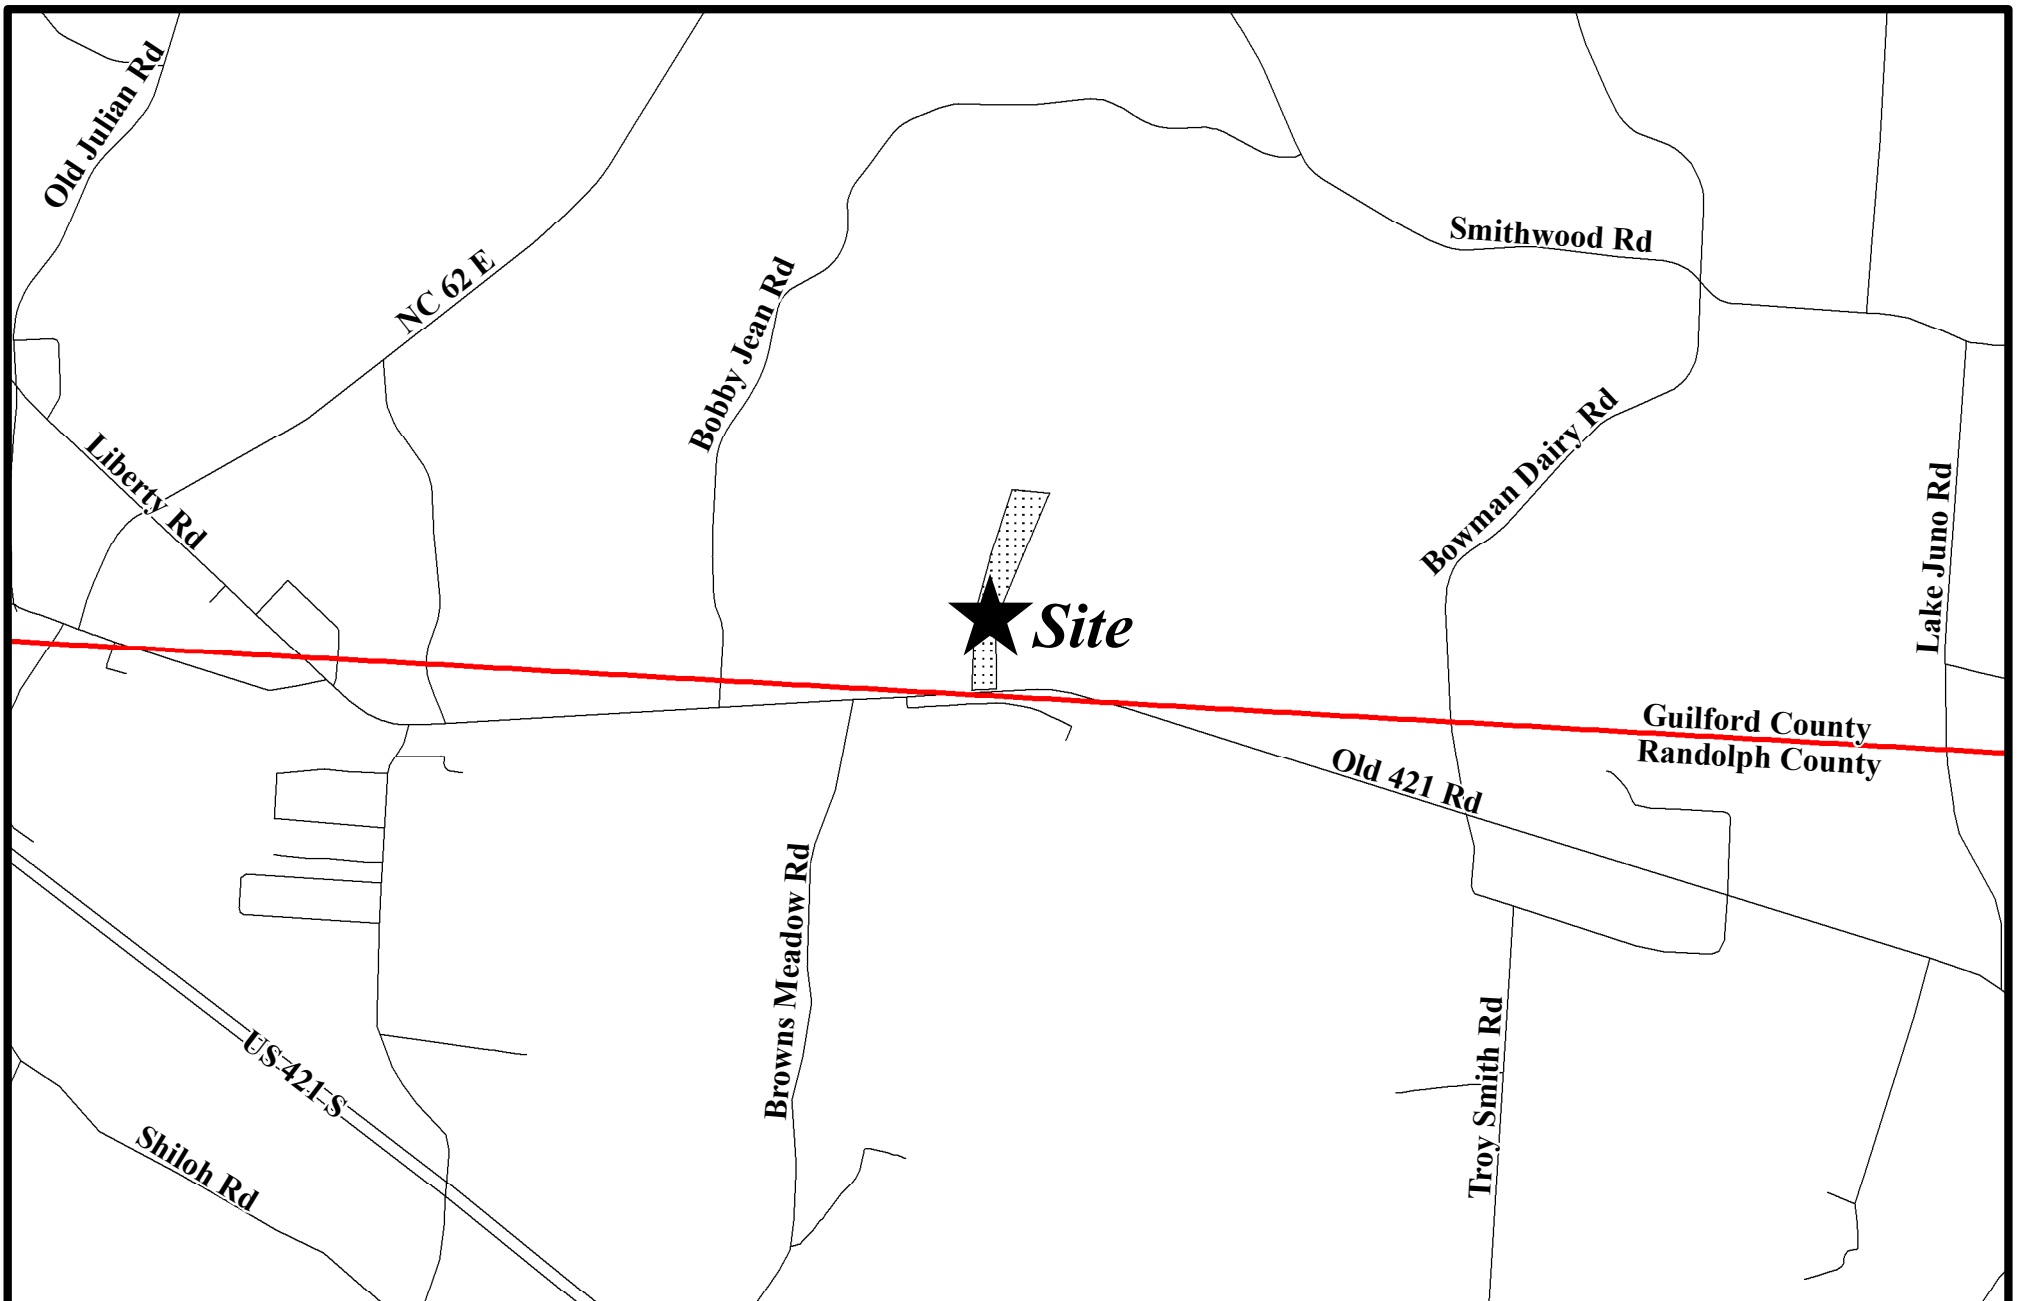 Old Julian Rd
Smithwood Rd
NC 62 E
Bobby Jean Rd
Liberty Rd
Bowman Dairy Rd
Lake Juno Rd
Site
Guilford County
Randolph County
Old 421 Rd
Browns Meadow Rd
Troy Smith Rd
US 421 S
Shiloh Rd